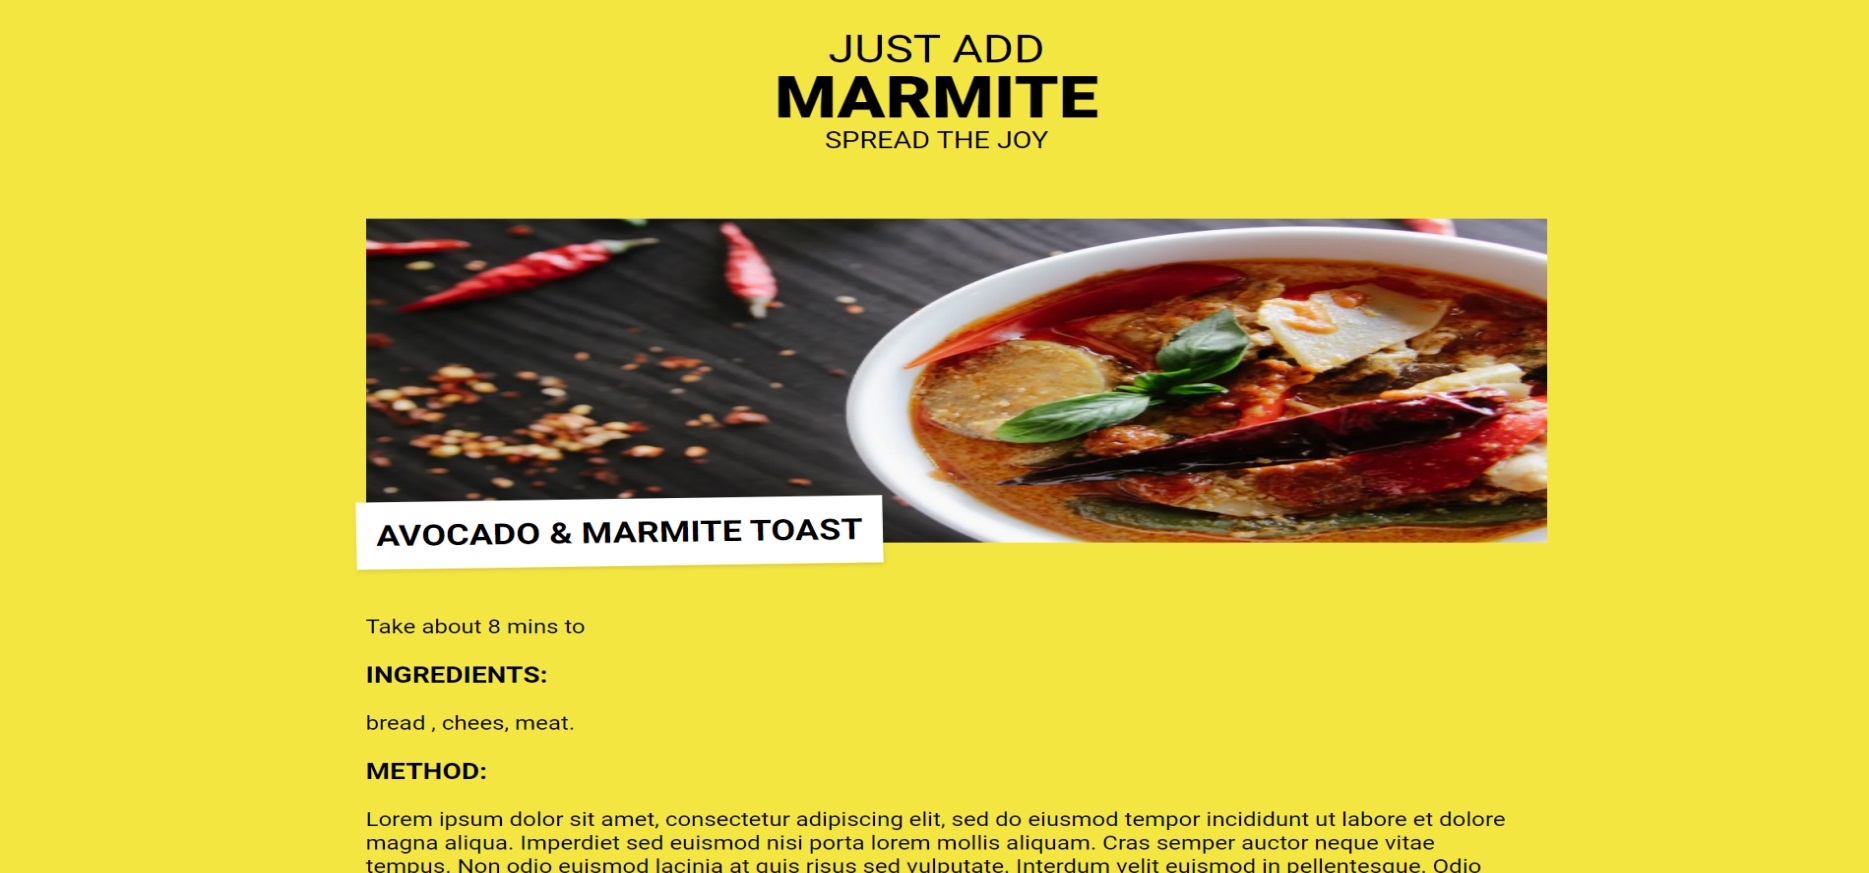 JUST ADD
MARMITE
SPREAD THE JOY
AVOCADO & MARMITE TOAST
Take about 8 mins to
INGREDIENTS:
bread , chees, meat.
METHOD:
Lorem ipsum dolor sit amet, consectetur adipiscing elit, sed do eiusmod tempor incididunt ut labore et dolore
magna aliqua. Imperdiet sed euismod nisi porta lorem mollis aliquam. Cras semper auctor neque vitae
tempus. Non odio euismod lacinia at quis risus sed vulputate. Interdum velit euismod in pellentesque. Odio